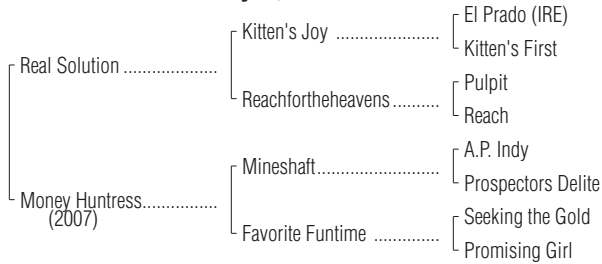 El Prado (IRE)
Kitten's Joy ....................
Kitten's First
Real Solution ..................
Pulpit
Reachfortheheavens..........
Reach
A.P. Indy
Mineshaft........................
Prospectors Delite
Money Huntress...............
(2007)
Seeking the Gold
Favorite Funtime .............
Promising Girl